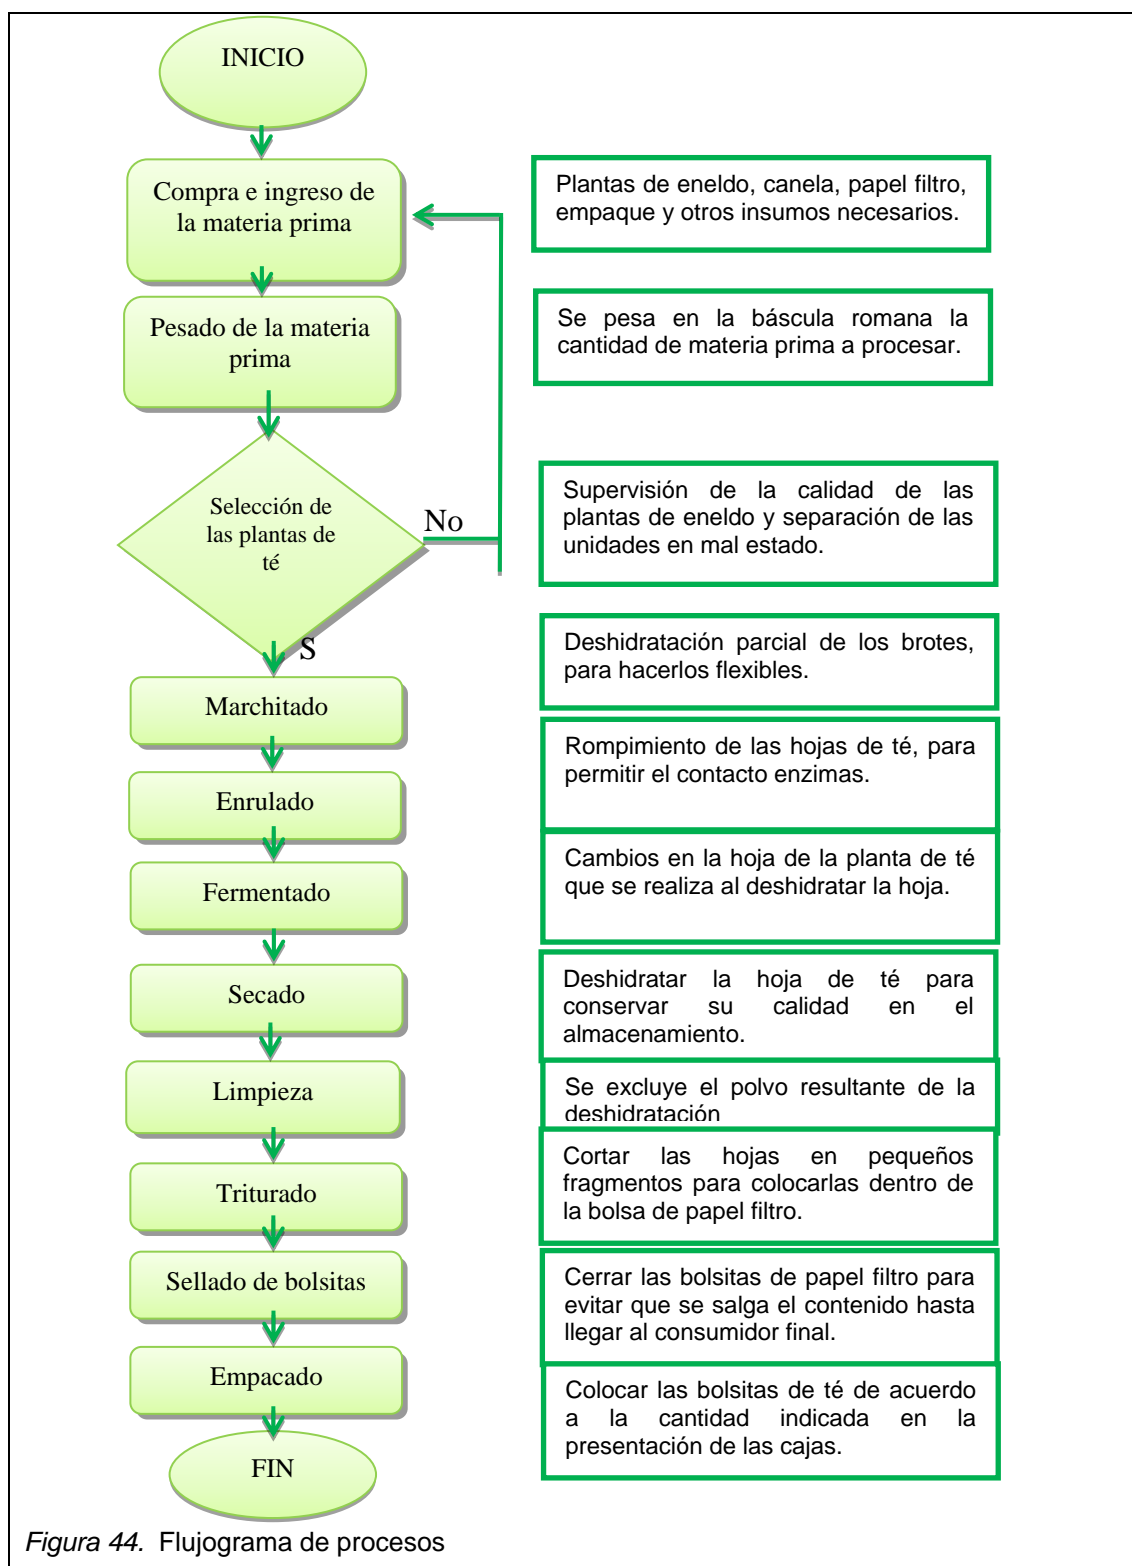 INICIO
Compra e ingreso de
la materia prima
Plantas de eneldo, canela, papel filtro,
empaque y otros insumos necesarios.
Pesado de la materia
prima
Se pesa en la báscula romana la
cantidad de materia prima a procesar.
Selección de
las plantas de
té
No
S
Supervisión de la calidad de las
plantas de eneldo y separación de las
unidades en mal estado.
Marchitado
Deshidratación parcial de los brotes,
para hacerlos flexibles.
Enrulado
Rompimiento de las hojas de té, para
permitir el contacto enzimas.
Fermentado
Cambios en la hoja de la planta de té
que se realiza al deshidratar la hoja.
Secado
Deshidratar la hoja de té para
conservar su calidad en el
almacenamiento.
Limpieza
Se excluye el polvo resultante de la
deshidratación
Triturado
Cortar las hojas en pequeños
fragmentos para colocarlas dentro de
la bolsa de papel filtro.
Sellado de bolsitas
Cerrar las bolsitas de papel filtro para
evitar que se salga el contenido hasta
llegar al consumidor final.
Empacado
Colocar las bolsitas de té de acuerdo
a la cantidad indicada en la
presentación de las cajas.
FIN
Figura 44. Flujograma de procesos